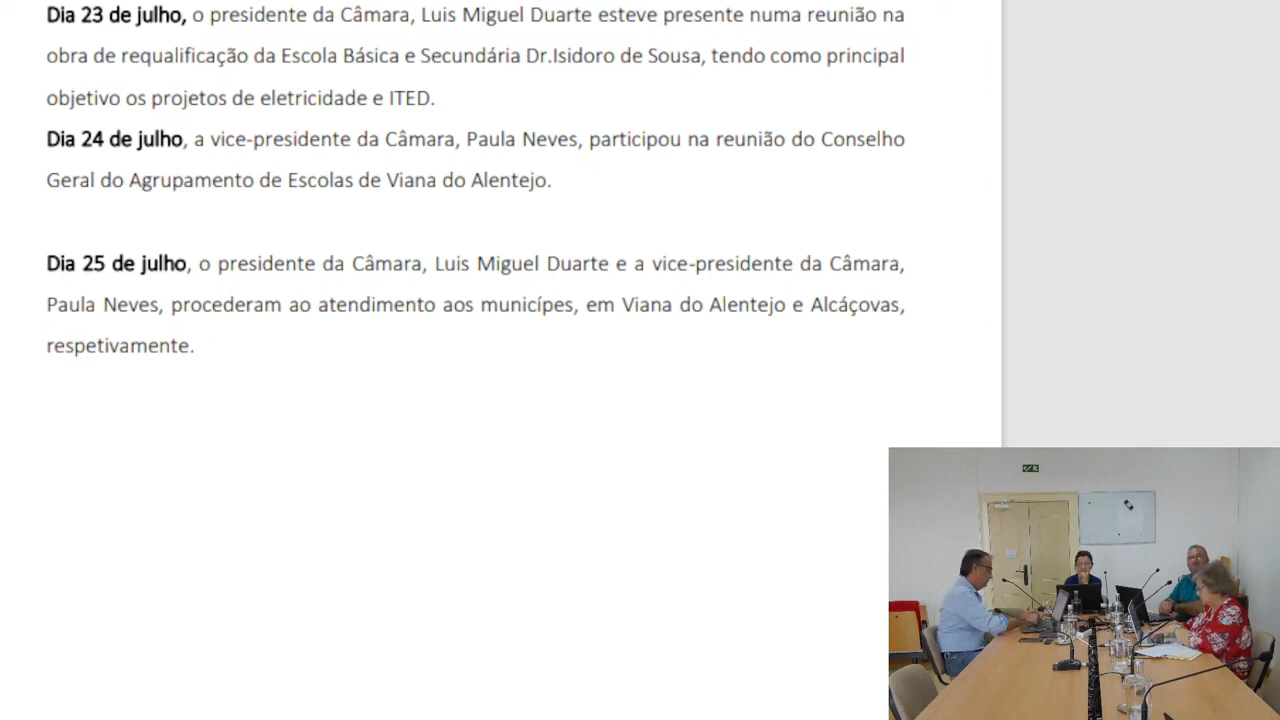 Dia 23 de julho, o presidente da Câmara, Luis Miguel Duarte esteve presente numa reunião na
obra de requalificação da Escola Básica e Secundária Dr.Isidoro de Sousa, tendo como principal
objetivo os projetos de eletricidade e ITED.
Dia 24 de julho, a vice-presidente da Câmara, Paula Neves, participou na reunião do Conselho
Geral do Agrupamento de Escolas de Viana do Alentejo.
Dia 25 de julho, o presidente da Câmara, Luis Miguel Duarte e a vice-presidente da Câmara,
Paula Neves, procederam ao atendimento aos municípes, em Viana do Alentejo e Alcáçovas,
respetivamente.